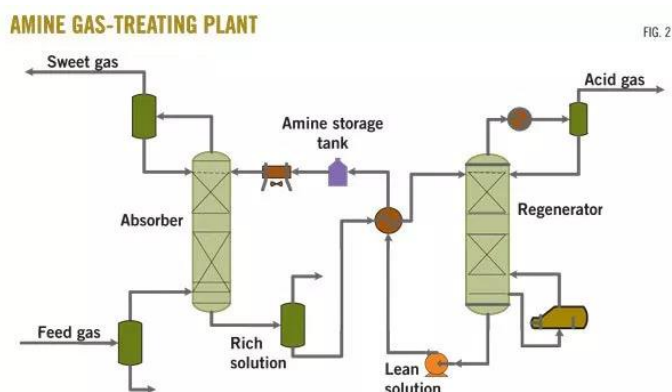 AMINE GAS-TREATING PLANT
FIG. 2
Sweet gas
Acid gas
Amine storage
tank
Absorber
Regenerator
Feed gas
Rich
solution
Lean
solution